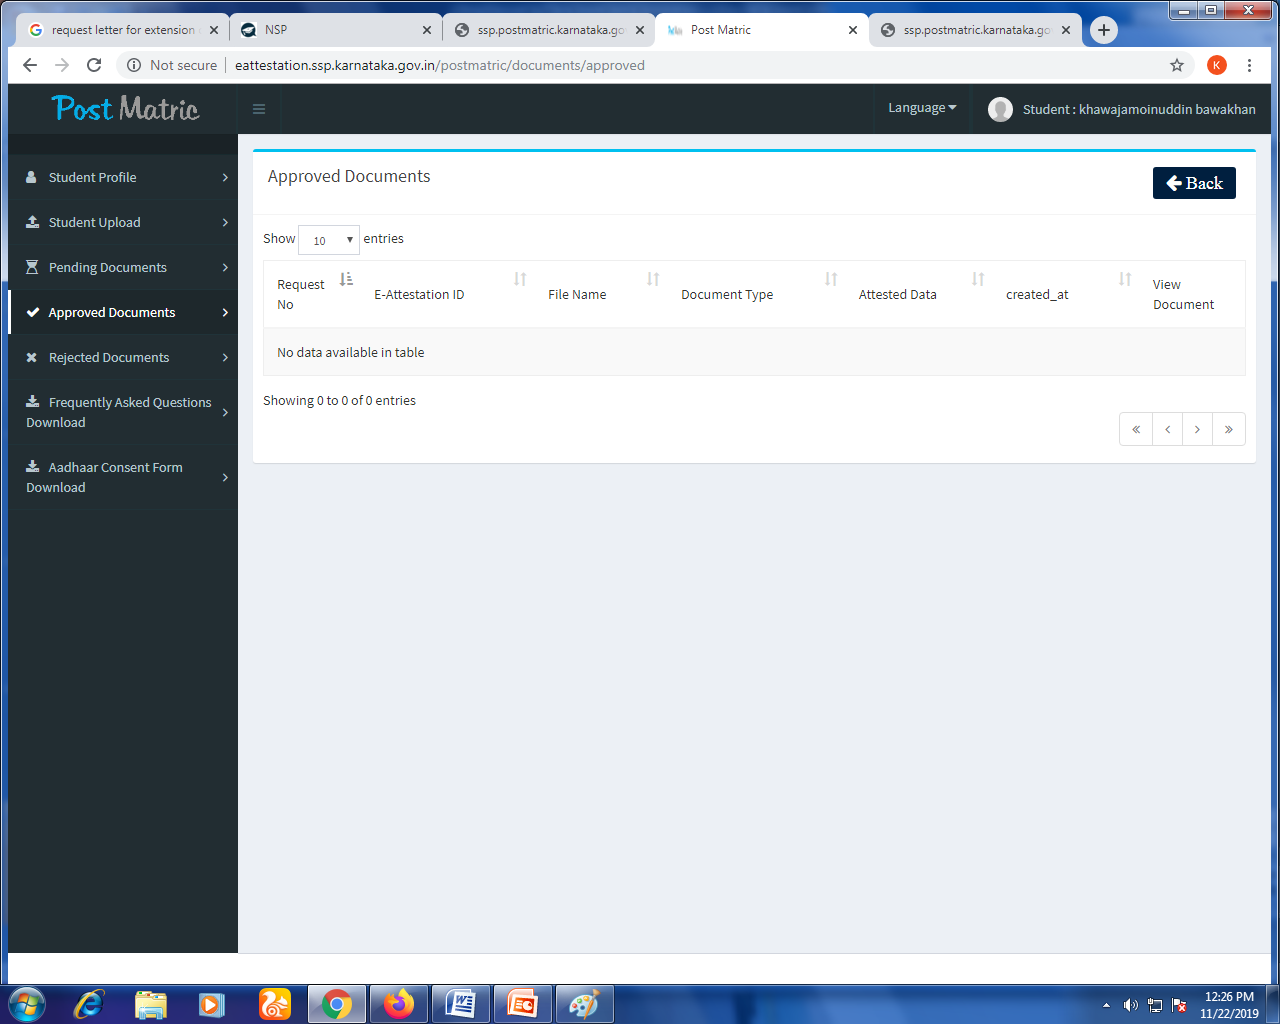 request letter for extension
NSP
ssp.postmatric.karnataka.go
Post Matric
ssp.postmatric.karnataka.go
Not secure
eattestation.ssp.karnataka.gov.in/postmatric/documents/approved
K
Post Matric
Language
Student : khawajamoinuddin bawakhan
Student Profile
Student Upload
Pending Documents
Approved Documents
Rejected Documents
Frequently Asked Questions
Download
Aadhaar Consent Form
Download
Approved Documents
Back
Show 10 entries
Request
No
E-Attestation ID
File Name
Document Type
Attested Data
created_at
View
Document
No data available in table
Showing 0 to 0 of 0 entries
« ‹ › »
12:26 PM
11/22/2019